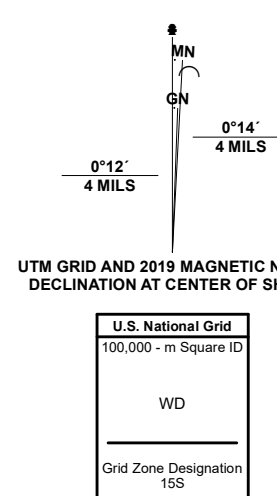 MN
GN
0°14´
4 MILS
0°12´
4 MILS
UTM GRID AND 2019 MAGNETIC N
DECLINATION AT CENTER OF SH
U.S. National Grid
100,000 - m Square ID
WD
Grid Zone Designation
15S